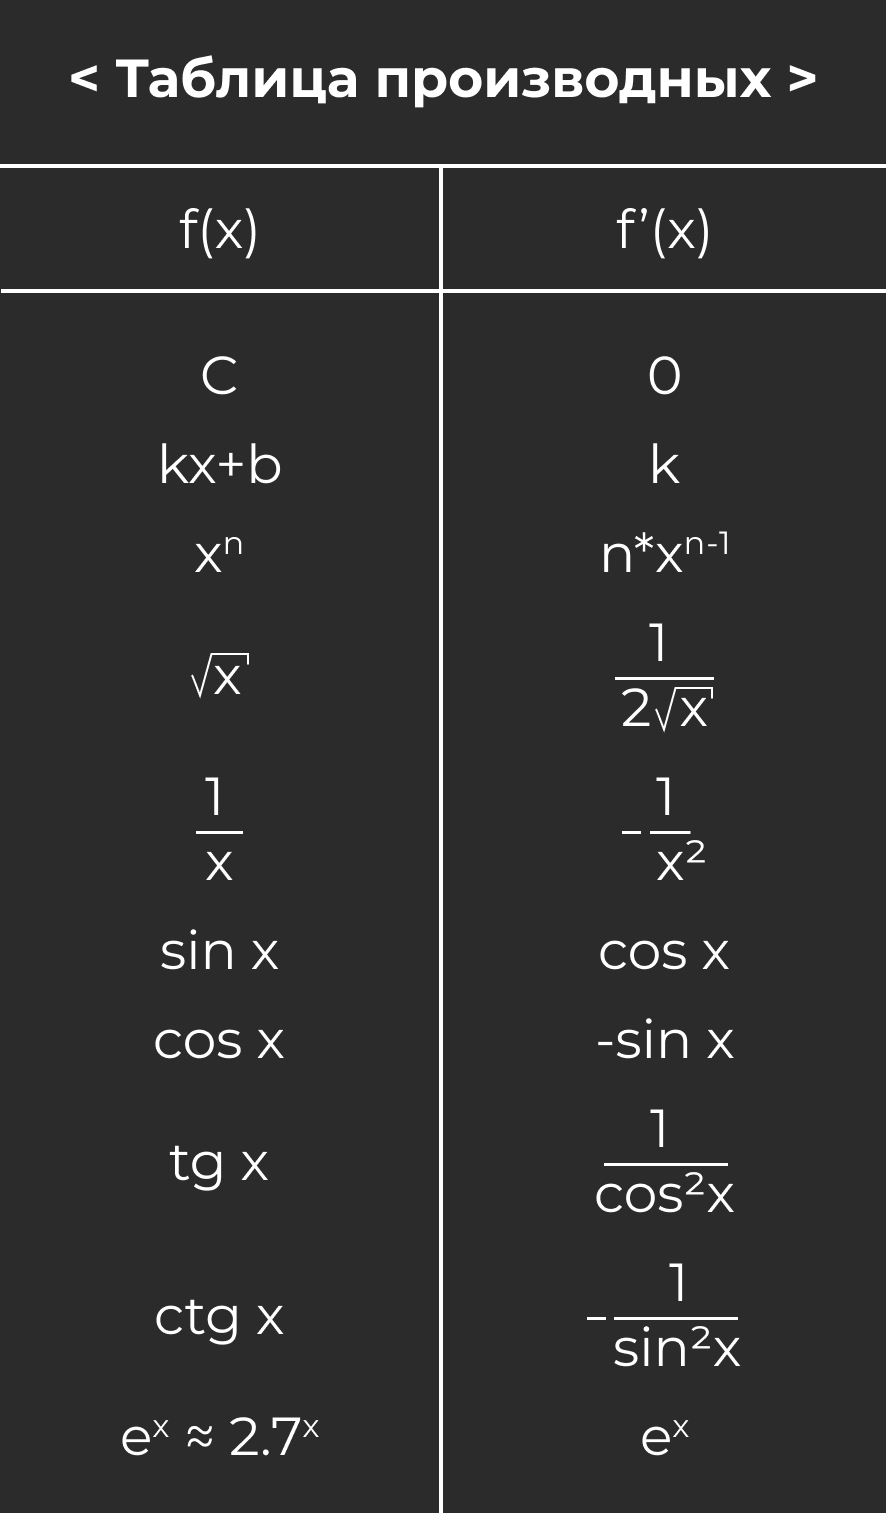 < Таблица производных >
f(x) f’(x)
C 0
kx+b k
xⁿ n*xⁿ⁻¹
√x 1/(2√x)
1/x -1/x²
sin x cos x
cos x -sin x
tg x 1/cos²x
ctg x -1/sin²x
eˣ ≈ 2.7ˣ eˣ